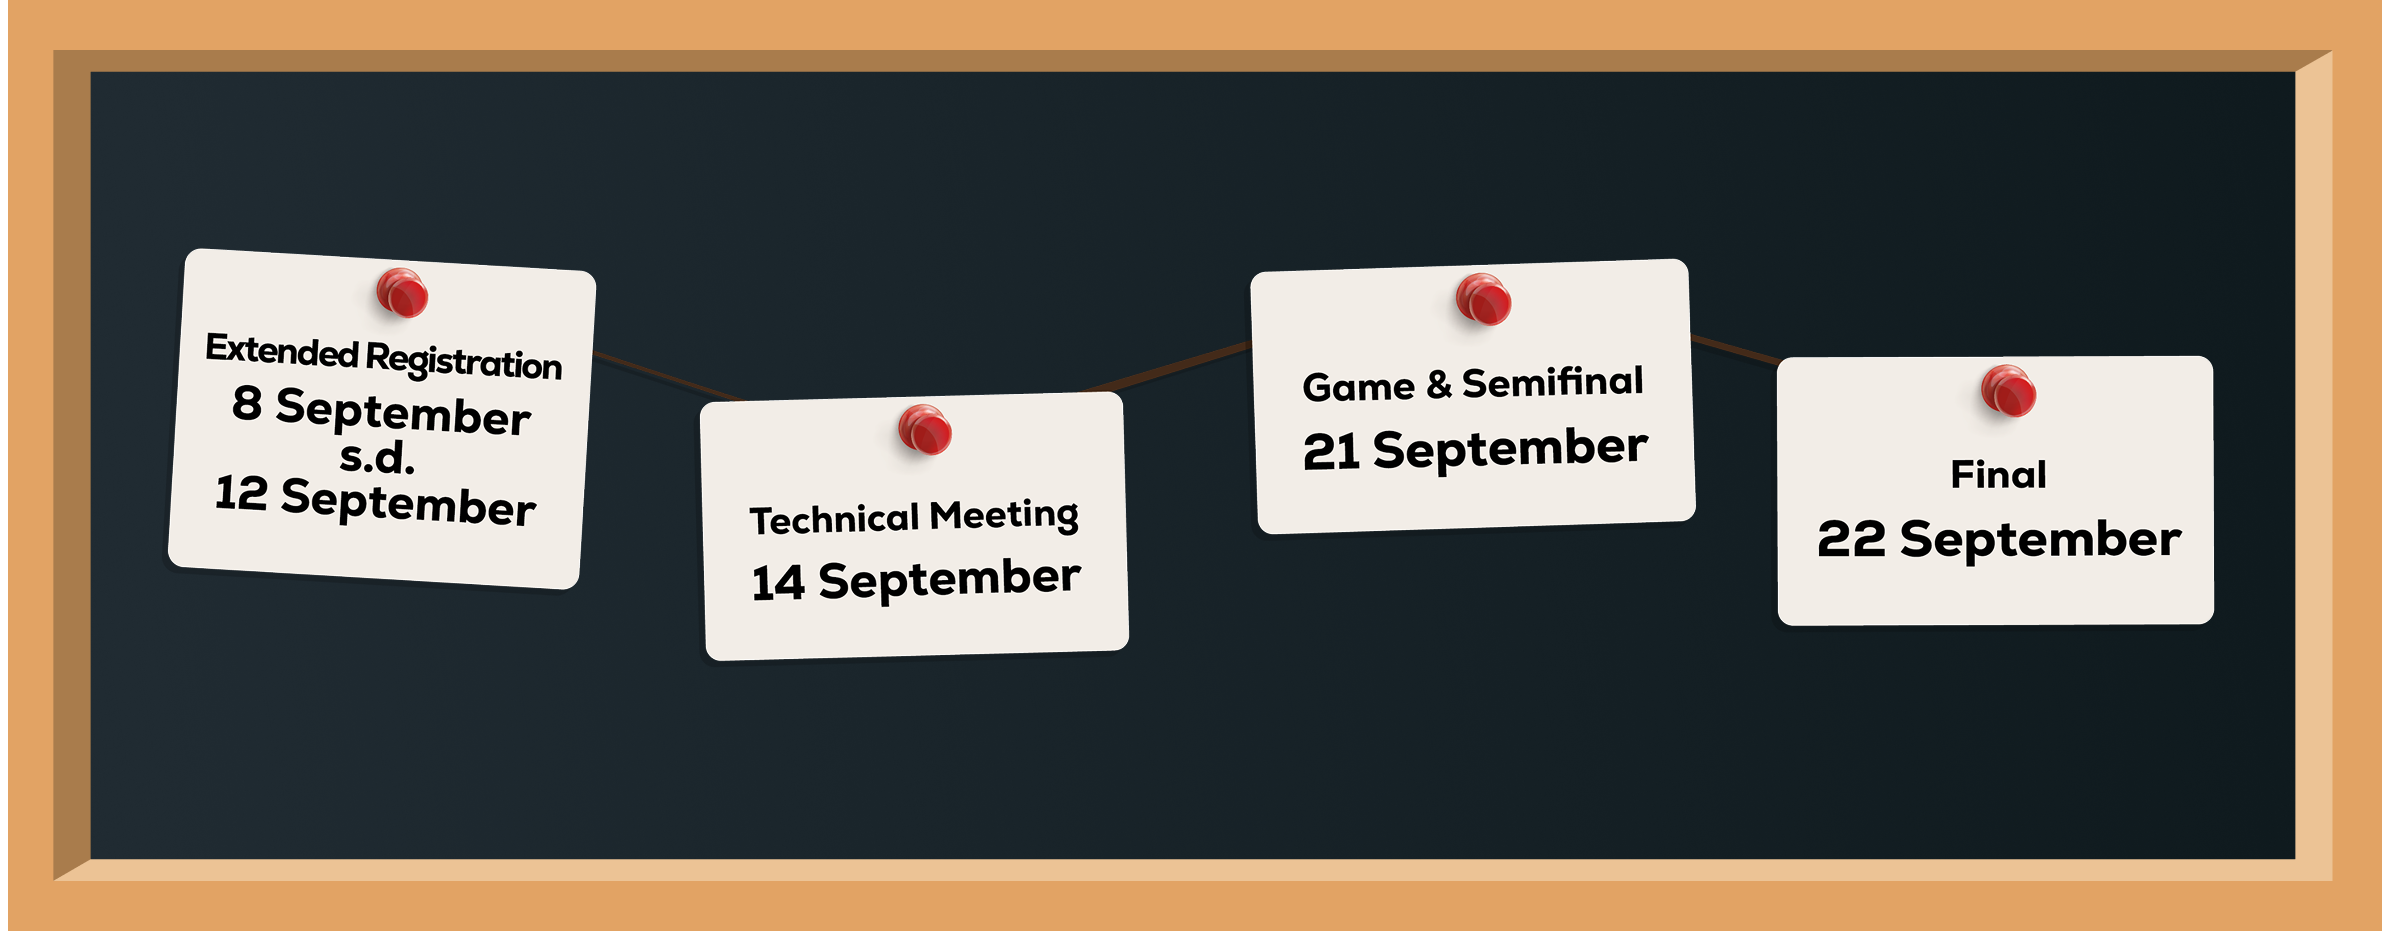 Extended Registration
8 September
s.d.
12 September
Technical Meeting
14 September
Game & Semifinal
21 September
Final
22 September